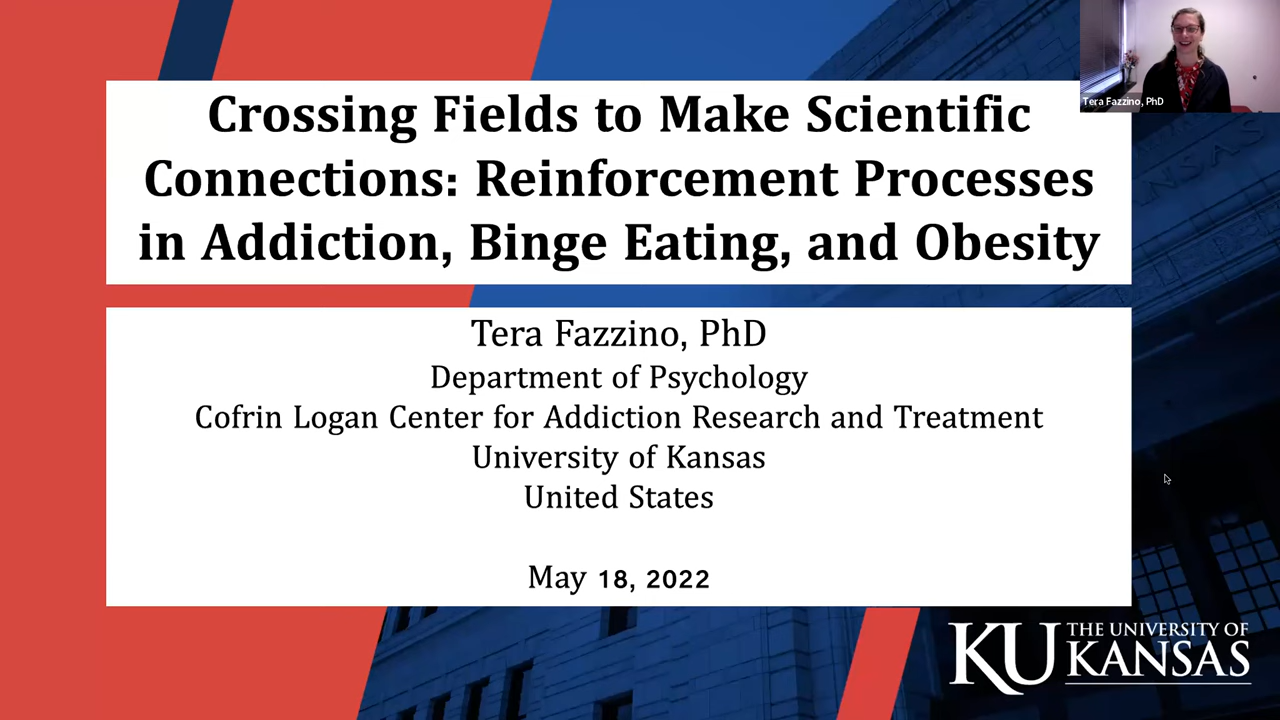 Crossing Fields to Make Scientific
Connections: Reinforcement Processes
in Addiction, Binge Eating, and Obesity
Tera Fazzino, PhD
Tera Fazzino, PhD
Department of Psychology
Cofrin Logan Center for Addiction Research and Treatment
University of Kansas
United States
May 18, 2022
KU THE UNIVERSITY OF
KANSAS